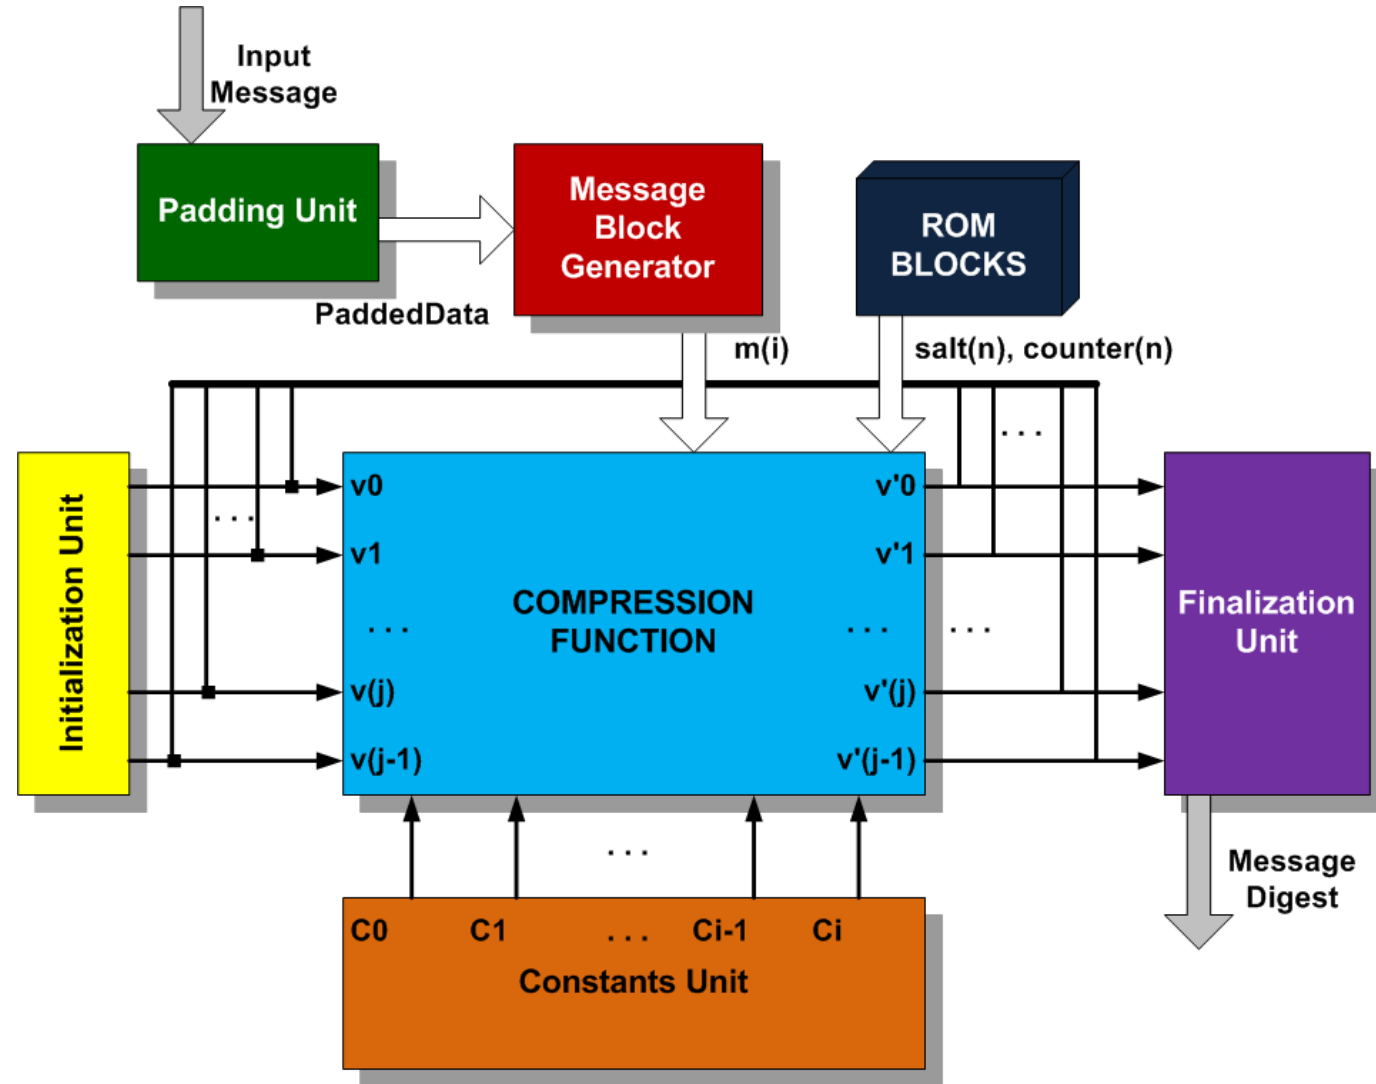 Input
Message
Padding Unit
Message
Block
Generator
ROM
BLOCKS
PaddedData
m(i)
salt(n), counter(n)
. . .
Initialization Unit
v0
v'0
. . .
v1
v'1
COMPRESSION
FUNCTION
. . .
. . .
. . .
Finalization
Unit
v(j)
v'(j)
v(j-1)
v'(j-1)
. . .
Message
Digest
C0
C1
. . .
Ci-1
Ci
Constants Unit